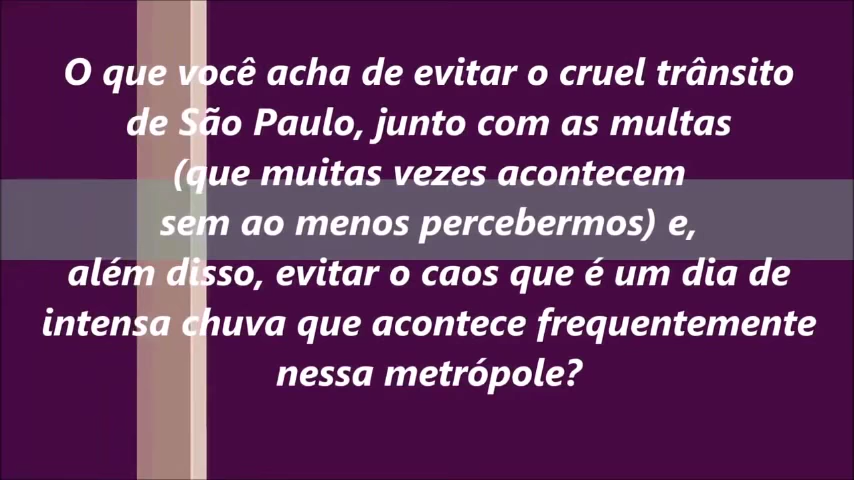 O que você acha de evitar o cruel trânsito
de São Paulo, junto com as multas
(que muitas vezes acontecem
sem ao menos percebermos) e,
além disso, evitar o caos que é um dia de
intensa chuva que acontece frequentemente
nessa metrópole?